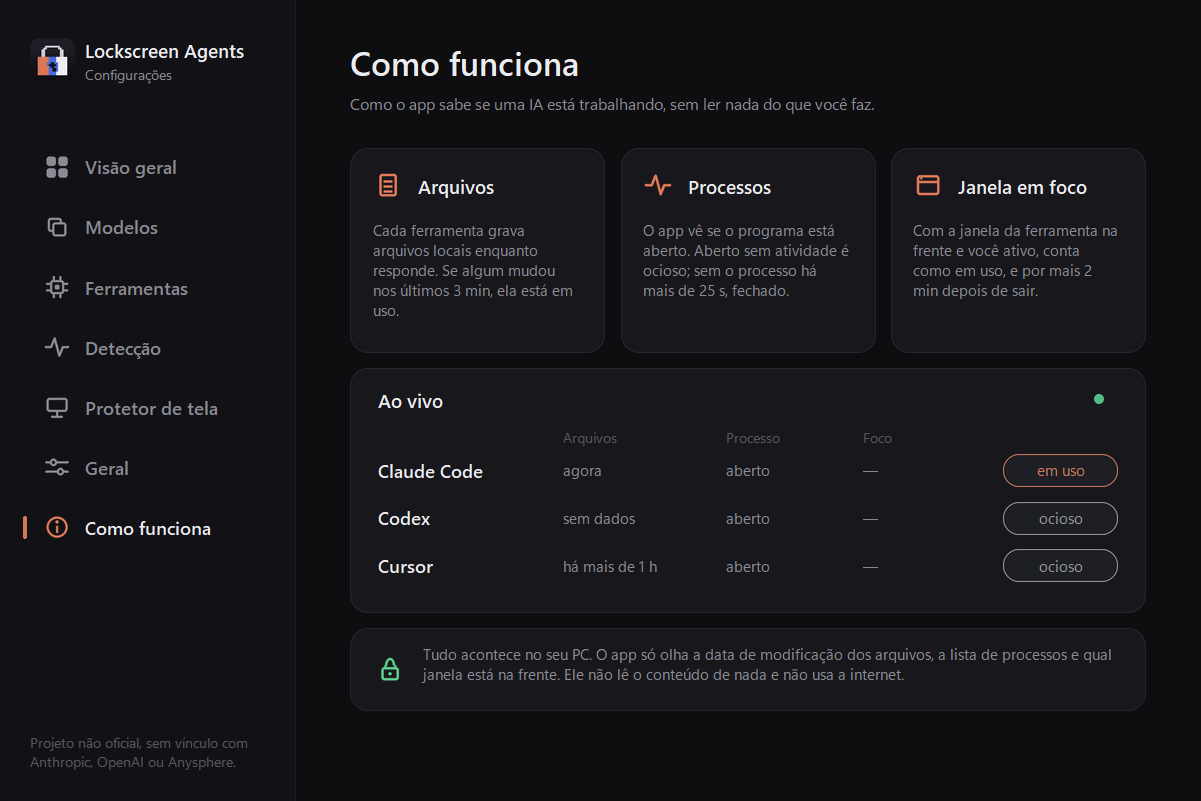 Lockscreen Agents
Configurações
Visão geral
Modelos
Ferramentas
Detecção
Protetor de tela
Geral
Como funciona
Projeto não oficial, sem vínculo com
Anthropic, OpenAI ou Anysphere.
Como funciona
Como o app sabe se uma IA está trabalhando, sem ler nada do que você faz.
Arquivos
Cada ferramenta grava
arquivos locais enquanto
responde. Se algum mudou
nos últimos 3 min, ela está em
uso.
Processos
O app vê se o programa está
aberto. Aberto sem atividade é
ocioso; sem o processo há
mais de 25 s, fechado.
Janela em foco
Com a janela da ferramenta na
frente e você ativo, conta
como em uso, e por mais 2
min depois de sair.
Ao vivo
Arquivos Processo Foco
Claude Code agora aberto — em uso
Codex sem dados aberto — ocioso
Cursor há mais de 1 h aberto — ocioso
Tudo acontece no seu PC. O app só olha a data de modificação dos arquivos, a lista de processos e qual
janela está na frente. Ele não lê o conteúdo de nada e não usa a internet.